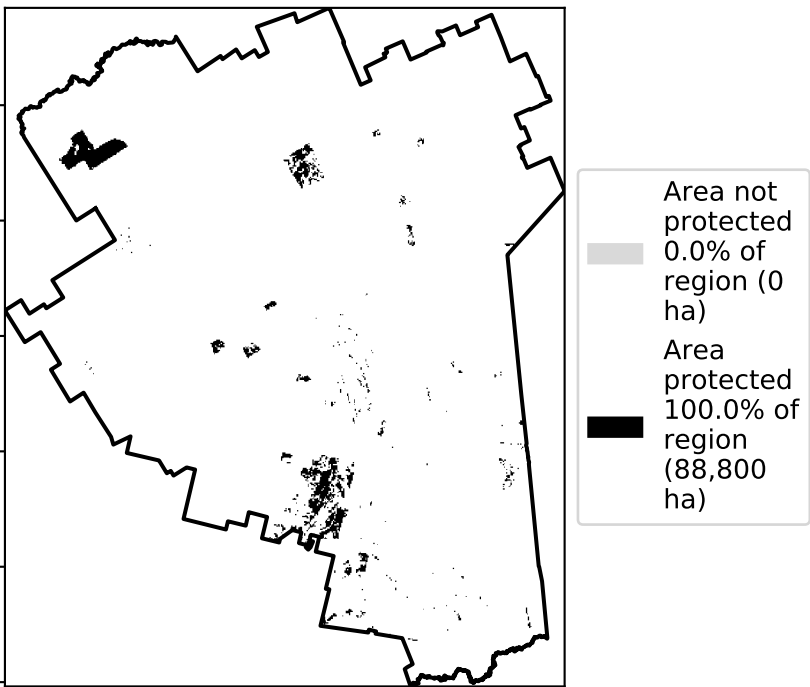 Area not
protected
0.0% of
region (0
ha)
Area
protected
100.0% of
region
(88,800
ha)